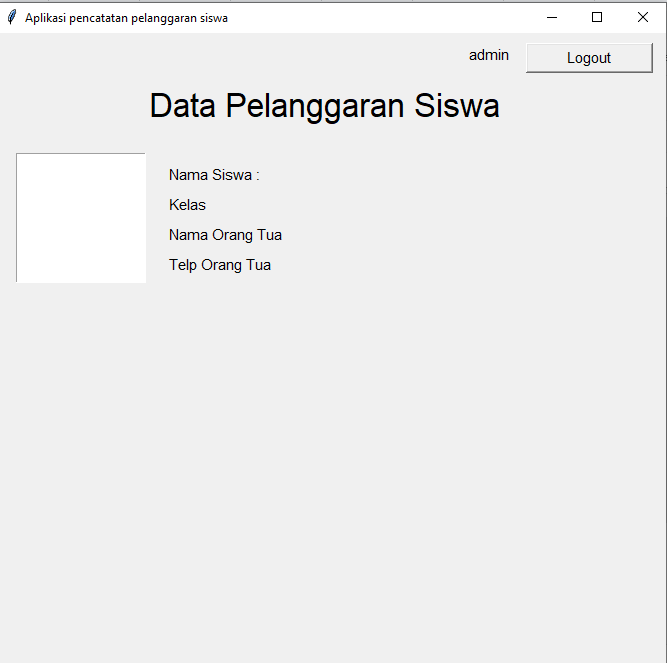 Aplikasi pencatatan pelanggaran siswa
admin
Logout
Data Pelanggaran Siswa
Nama Siswa :
Kelas
Nama Orang Tua
Telp Orang Tua